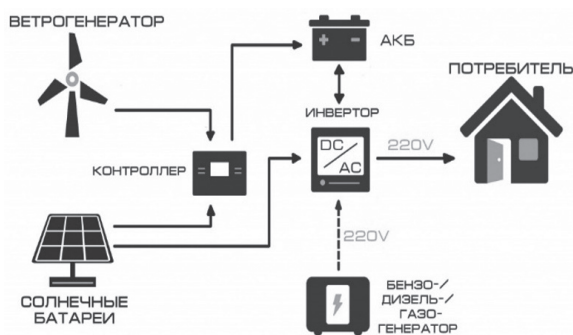 ВЕТРОГЕНЕРАТОР
АКБ
ПОТРЕБИТЕЛЬ
ИНВЕРТОР
DC
AC
220V
КОНТРОЛЛЕР
220V
СОЛНЕЧНЫЕ
БАТАРЕИ
БЕНЗО-/
ДИЗЕЛЬ-/
ГАЗО-
ГЕНЕРАТОР